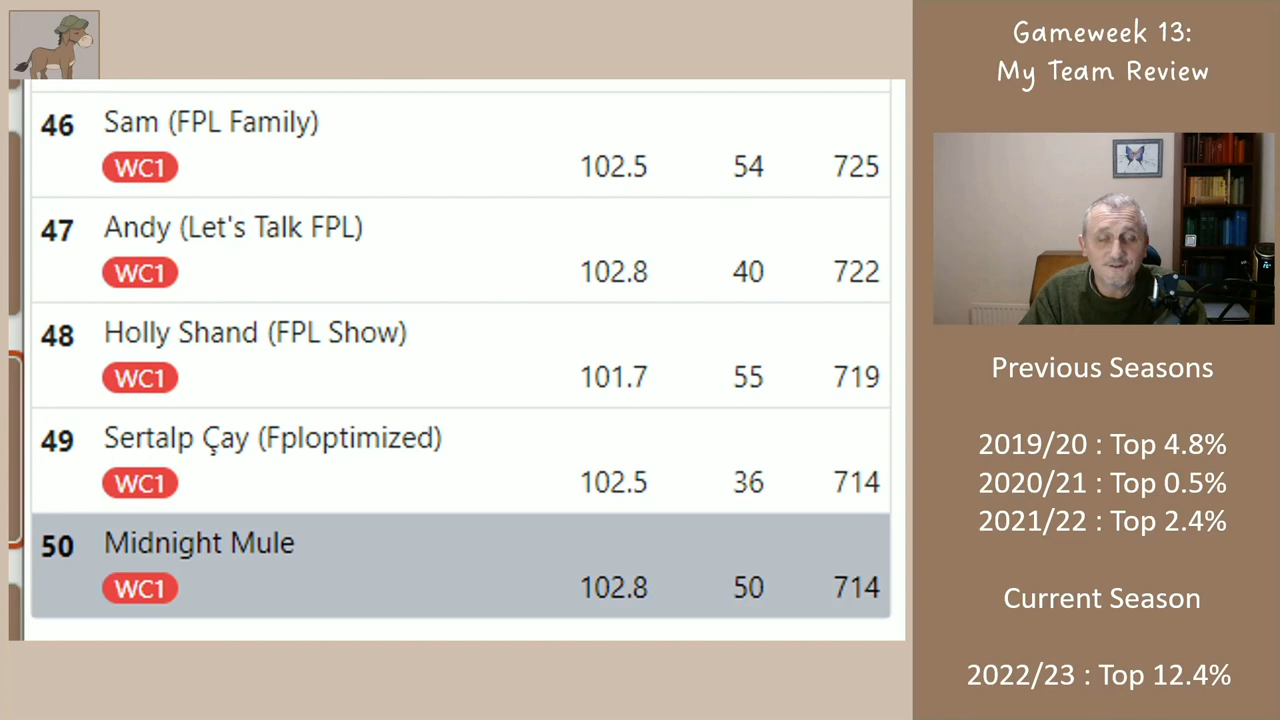 46 Sam (FPL Family)
WC1 102.5 54 725
47 Andy (Let's Talk FPL)
WC1 102.8 40 722
48 Holly Shand (FPL Show)
WC1 101.7 55 719
49 Sertalp Çay (Fploptimized)
WC1 102.5 36 714
50 Midnight Mule
WC1 102.8 50 714
Gameweek 13:
My Team Review
Previous Seasons
2019/20 : Top 4.8%
2020/21 : Top 0.5%
2021/22 : Top 2.4%
Current Season
2022/23 : Top 12.4%